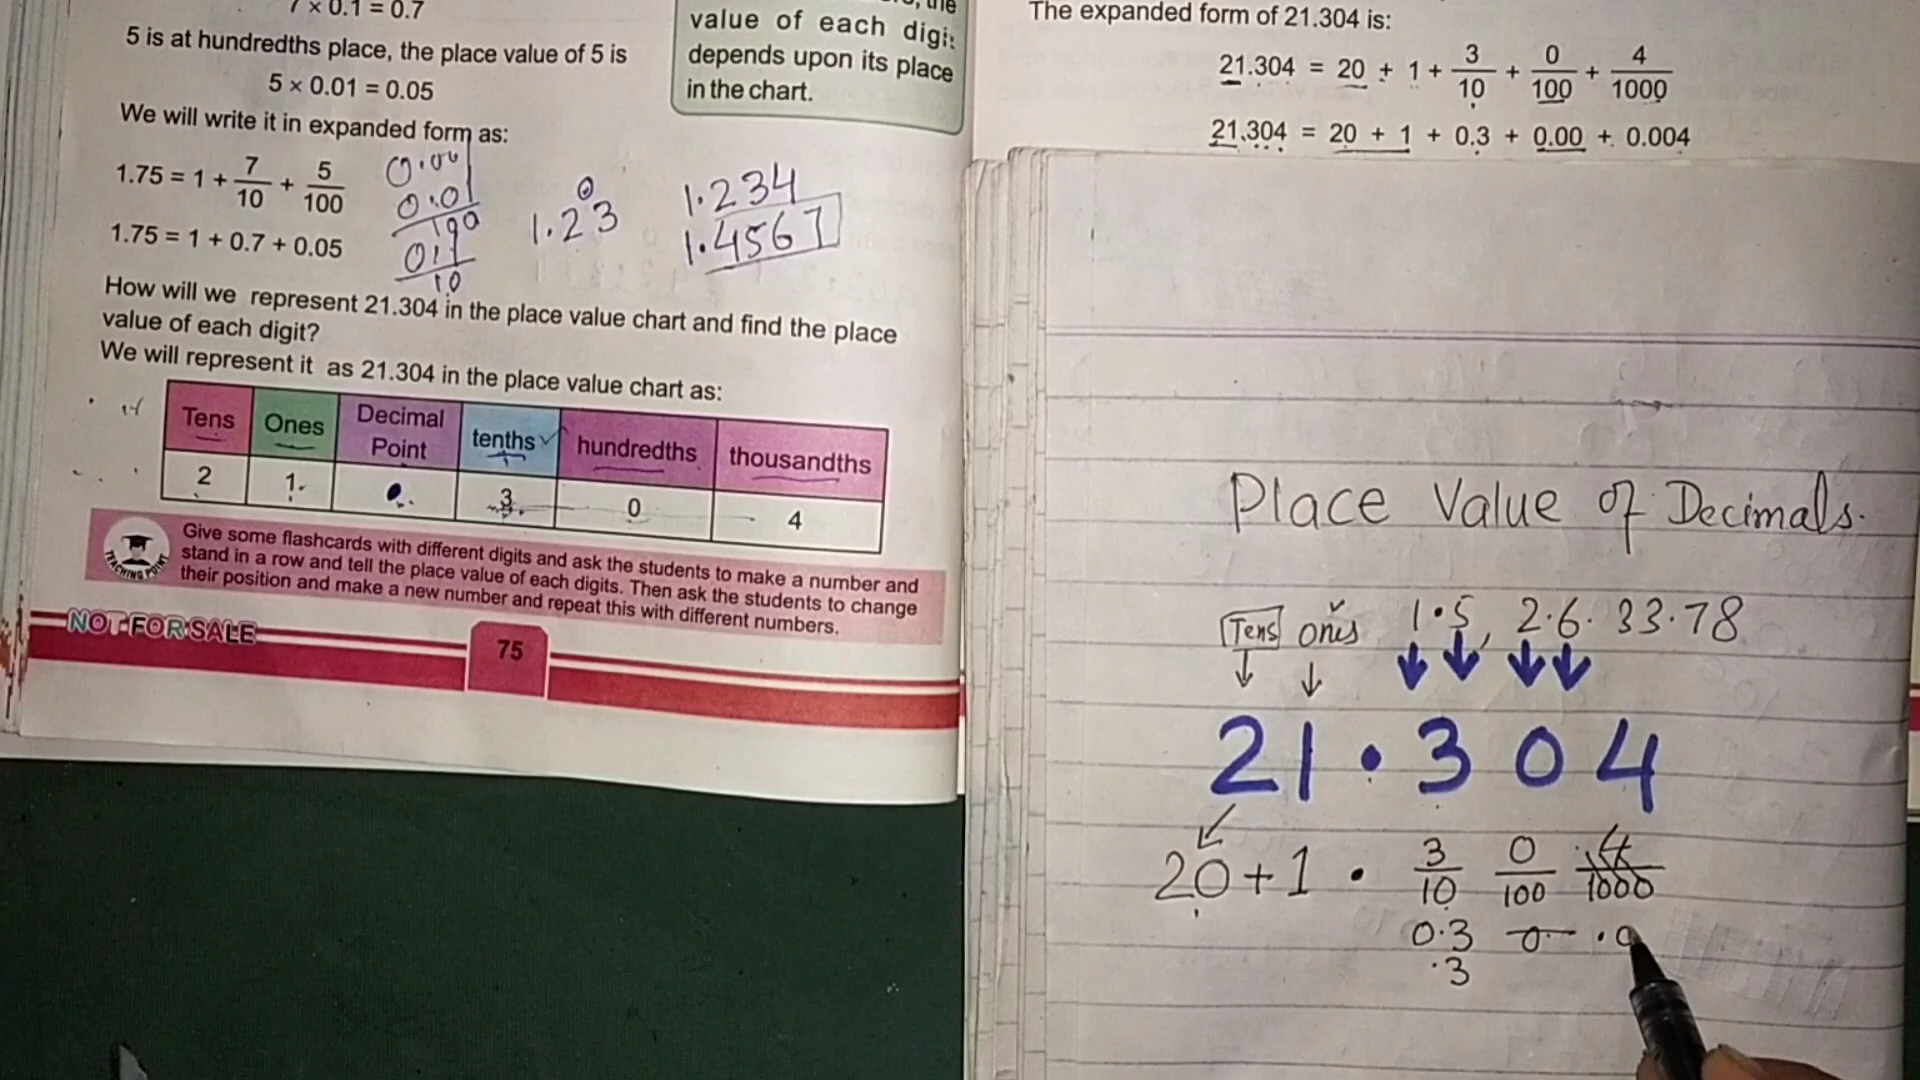 7 × 0.1 = 0.7
5 is at hundredths place, the place value of 5 is
5 × 0.01 = 0.05
We will write it in expanded form as:
1.75 = 1 + 7/10 + 5/100
1.75 = 1 + 0.7 + 0.05
the
value of each digit
depends upon its place
in the chart.
0.01
100
10
1.23
0
1.234
1.4567
How will we represent 21.304 in the place value chart and find the place
value of each digit?
We will represent it as 21.304 in the place value chart as:
Tens Ones Decimal Point tenths hundredths thousandths
2 1 . 3 0 4
TEACHING POINT
Give some flashcards with different digits and ask the students to make a number and
stand in a row and tell the place value of each digits. Then ask the students to change
their position and make a new number and repeat this with different numbers.
NOT FOR SALE
75
The expanded form of 21.304 is:
21.304 = 20 + 1 + 3/10 + 0/100 + 4/1000
21.304 = 20 + 1 + 0.3 + 0.00 + 0.004
Place Value of Decimals.
Tens ones 1.5, 2.6. 33.78
21.304
20+1 . 3/10 0/100 4/1000
0.3 0 .0
.3